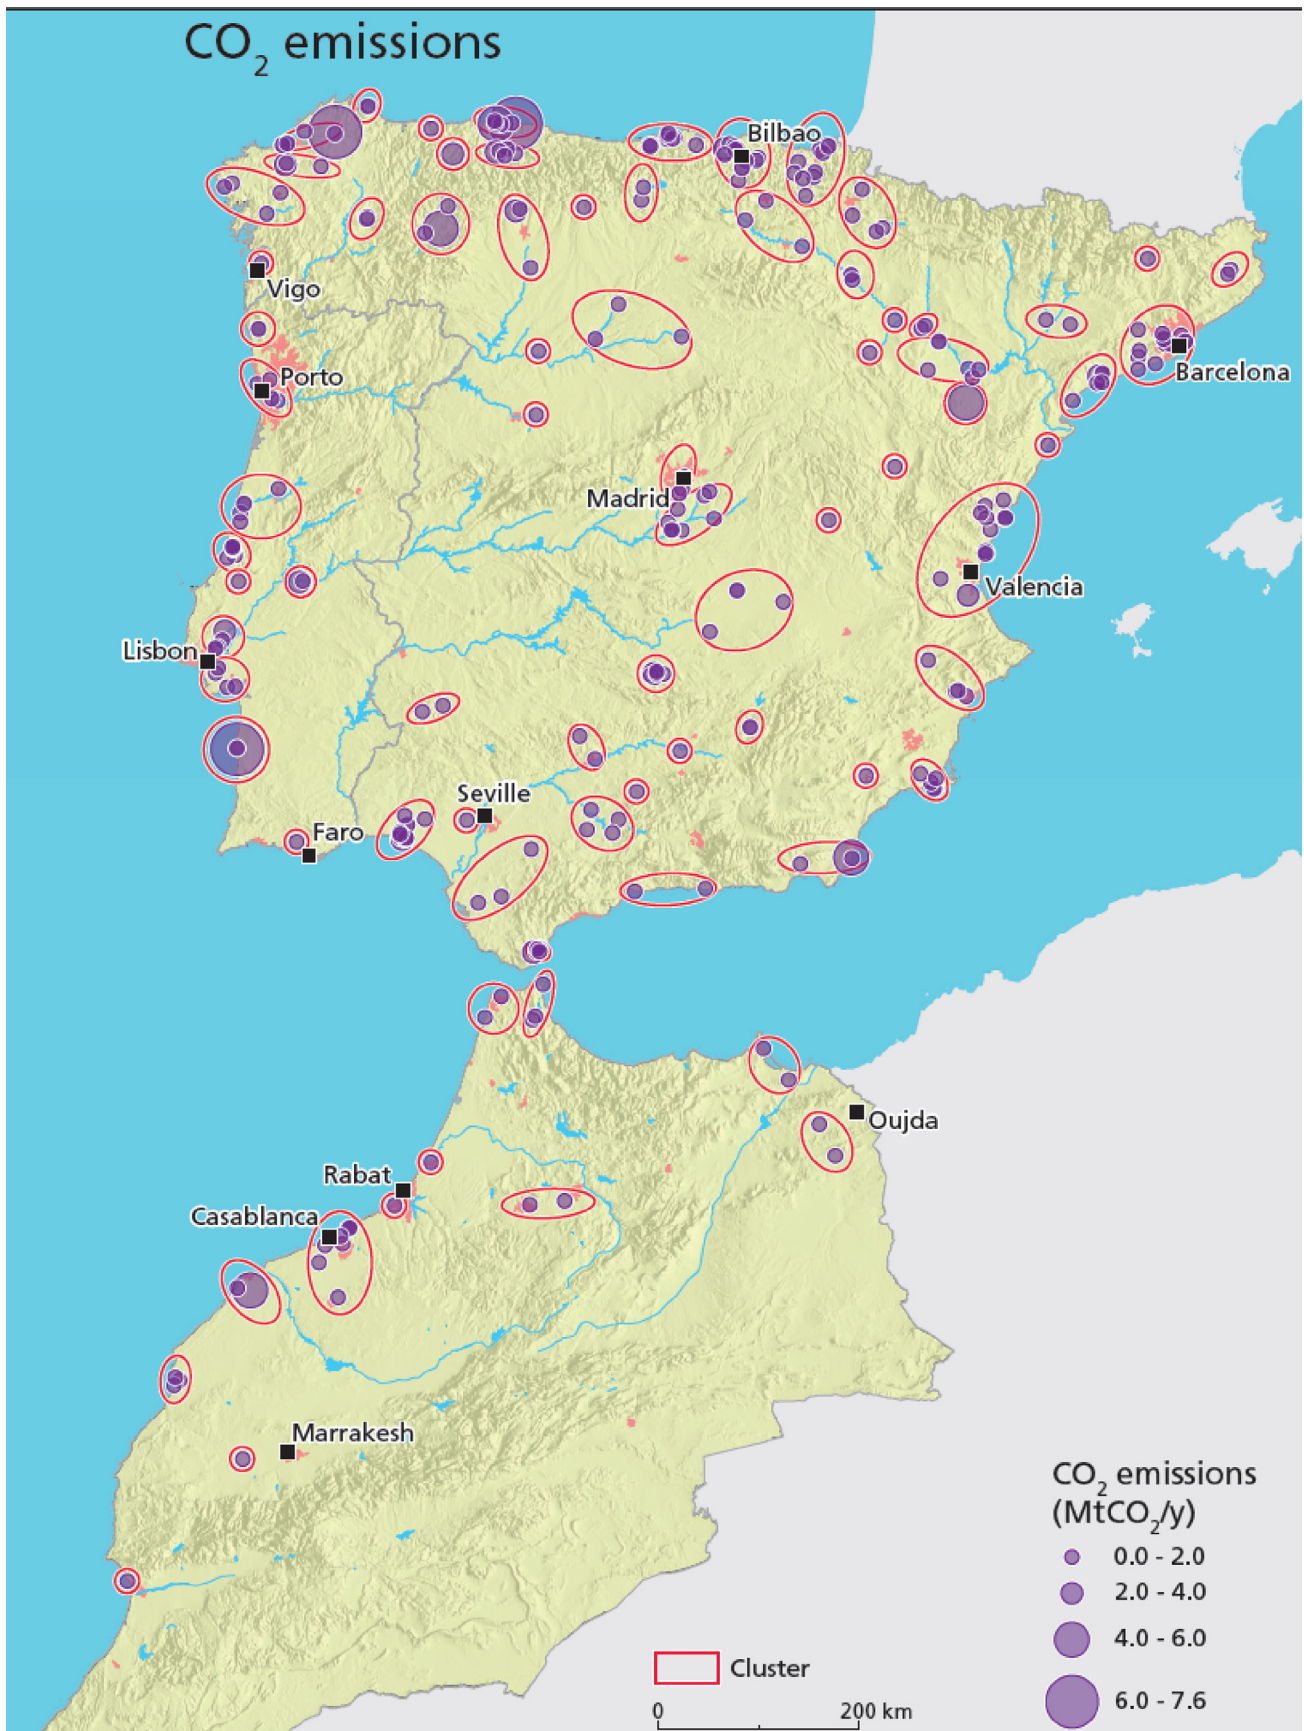 CO₂ emissions
Bilbao
Vigo
Porto
Barcelona
Madrid
Valencia
Lisbon
Seville
Faro
Oujda
Rabat
Casablanca
Marrakesh
CO₂ emissions
(MtCO₂/y)
0.0 - 2.0
2.0 - 4.0
4.0 - 6.0
6.0 - 7.6
Cluster
0 200 km